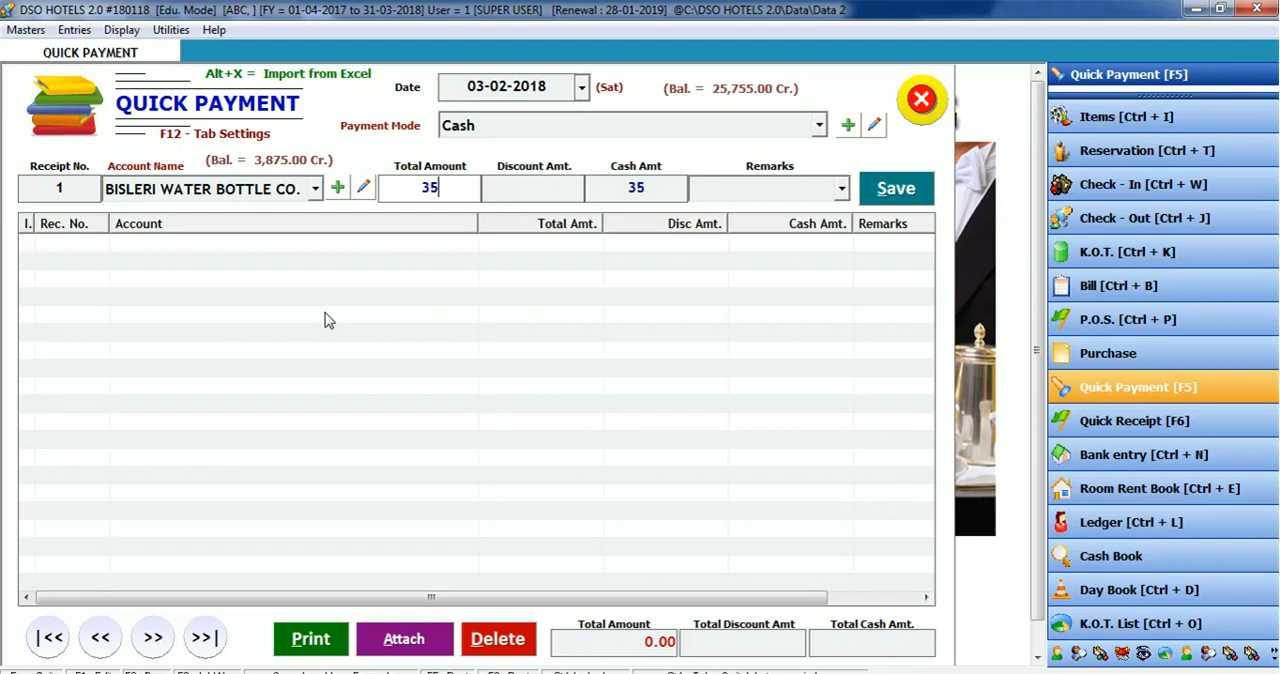 DSO HOTELS 2.0 #180118 [Edu. Mode] [ABC, ] [FY = 01-04-2017 to 31-03-2018] User = 1 [SUPER USER] [Renewal : 28-01-2019] @C:\DSO HOTELS 2.0\Data\Data 2
Masters Entries Display Utilities Help
QUICK PAYMENT
Alt+X = Import from Excel
QUICK PAYMENT
F12 - Tab Settings
Date 03-02-2018 (Sat) (Bal. = 25,755.00 Cr.)
Payment Mode Cash
Receipt No. Account Name (Bal. = 3,875.00 Cr.) Total Amount Discount Amt. Cash Amt Remarks
1 BISLERI WATER BOTTLE CO. 35 35 Save
I. Rec. No. Account Total Amt. Disc Amt. Cash Amt. Remarks
|<< << >> >>| Print Attach Delete
Total Amount Total Discount Amt Total Cash Amt.
0.00
Quick Payment [F5]
Items [Ctrl + I]
Reservation [Ctrl + T]
Check - In [Ctrl + W]
Check - Out [Ctrl + J]
K.O.T. [Ctrl + K]
Bill [Ctrl + B]
P.O.S. [Ctrl + P]
Purchase
Quick Payment [F5]
Quick Receipt [F6]
Bank entry [Ctrl + N]
Room Rent Book [Ctrl + E]
Ledger [Ctrl + L]
Cash Book
Day Book [Ctrl + D]
K.O.T. List [Ctrl + O]